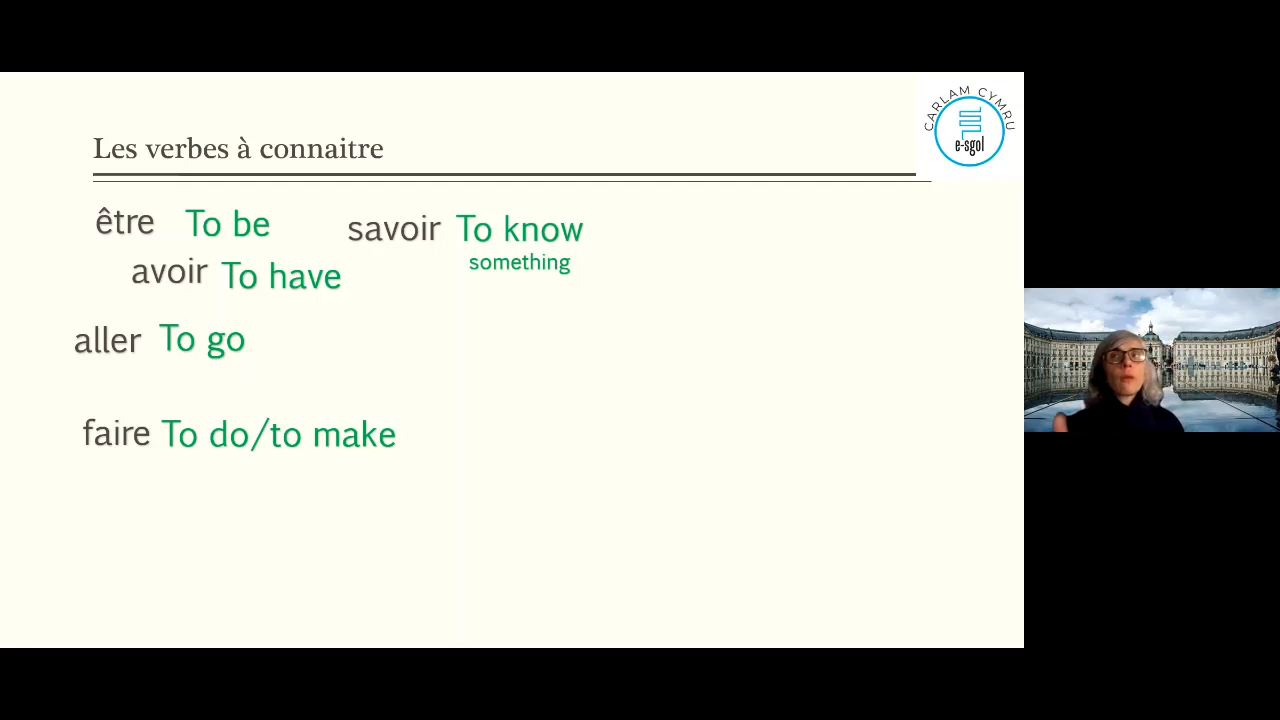 CARLAM CYMRU
e-sgol
Les verbes à connaitre
être To be
savoir To know
something
avoir To have
aller To go
faire To do/to make